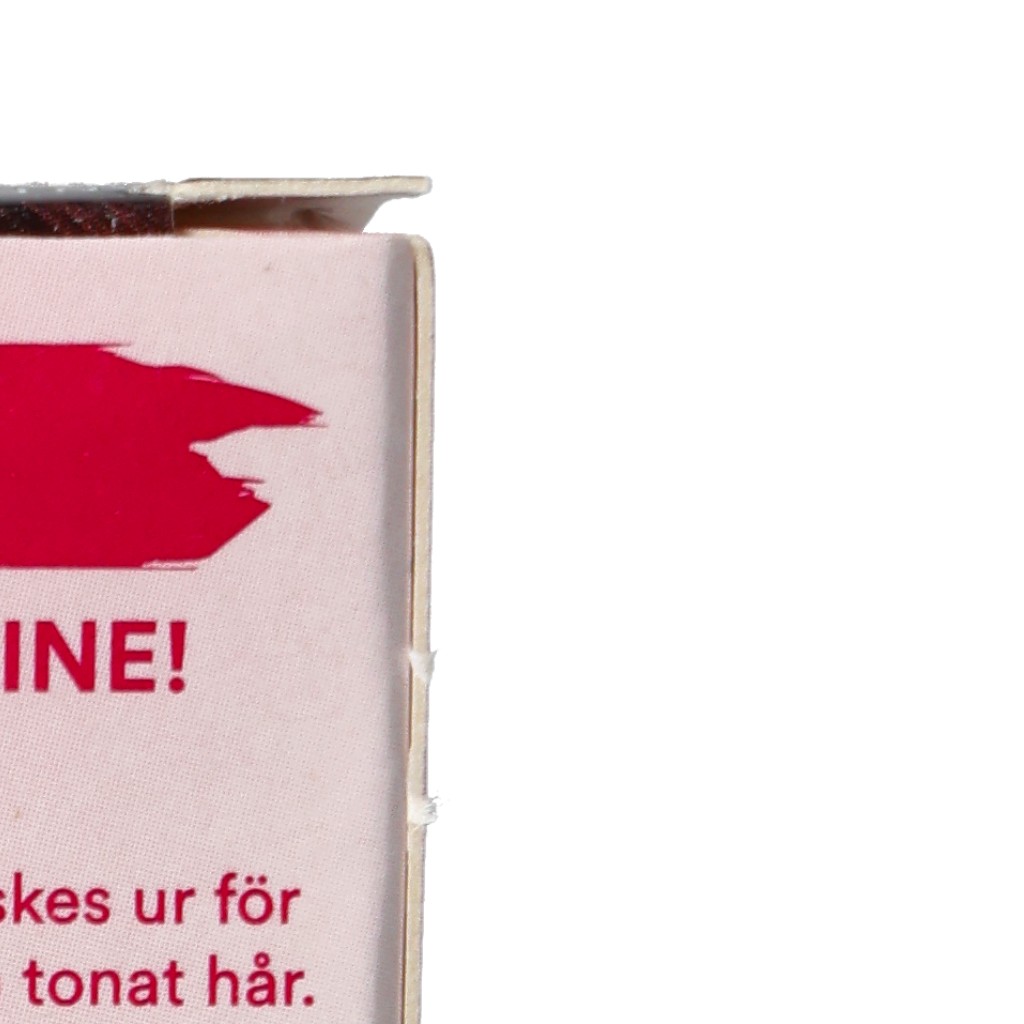 INE!
skes ur för
tonat hår.